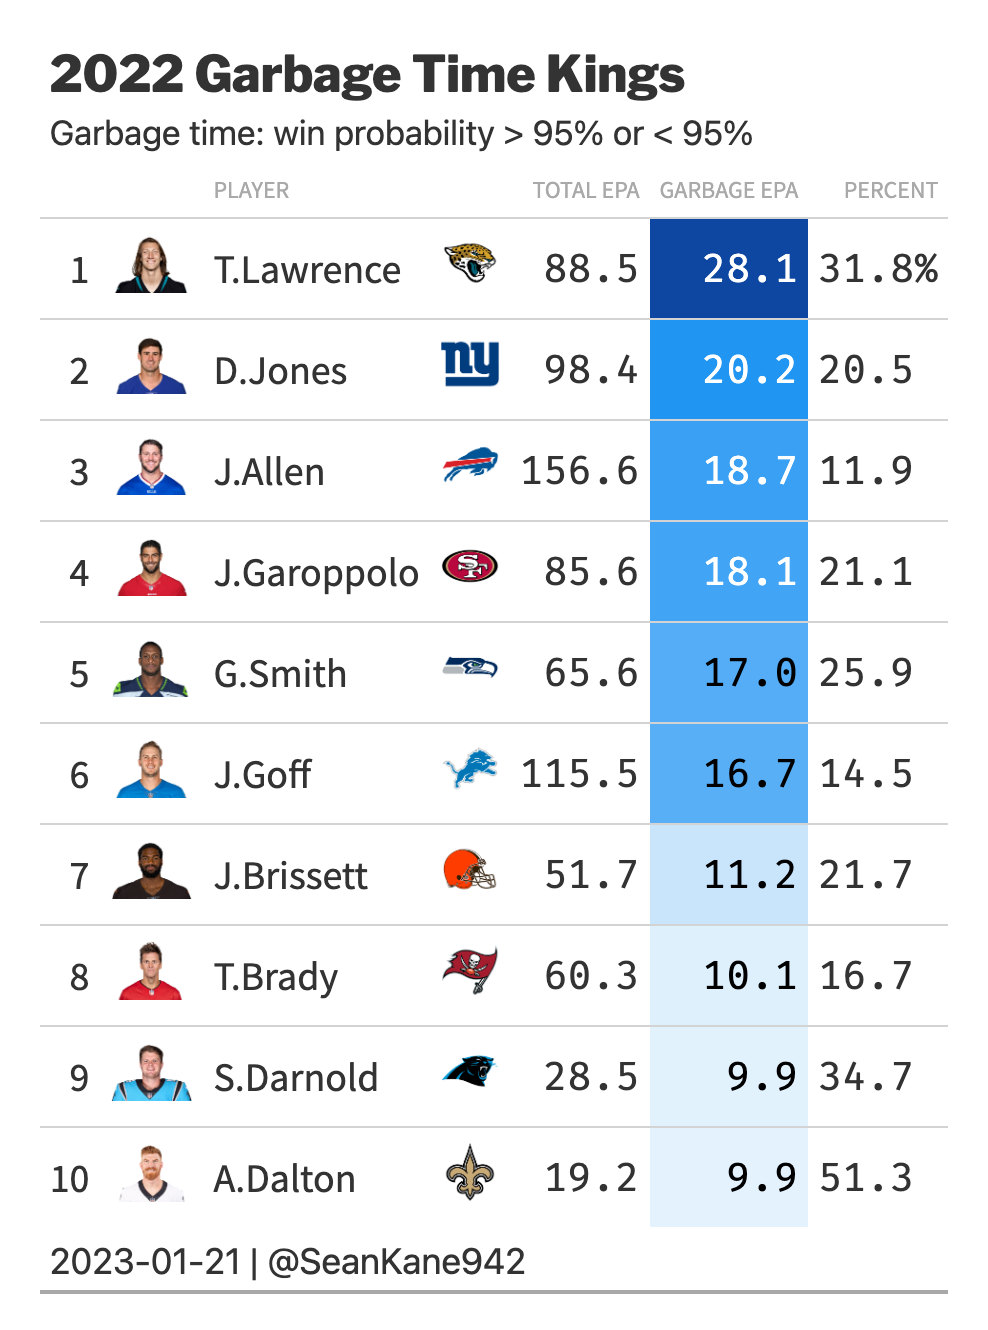 2022 Garbage Time Kings
Garbage time: win probability > 95% or < 95%
PLAYER TOTAL EPA GARBAGE EPA PERCENT
1 T.Lawrence 88.5 28.1 31.8%
2 D.Jones ny 98.4 20.2 20.5
3 J.Allen 156.6 18.7 11.9
4 J.Garoppolo SF 85.6 18.1 21.1
5 G.Smith 65.6 17.0 25.9
6 J.Goff 115.5 16.7 14.5
7 J.Brissett 51.7 11.2 21.7
8 T.Brady 60.3 10.1 16.7
9 S.Darnold 28.5 9.9 34.7
10 A.Dalton 19.2 9.9 51.3
2023-01-21 | @SeanKane942